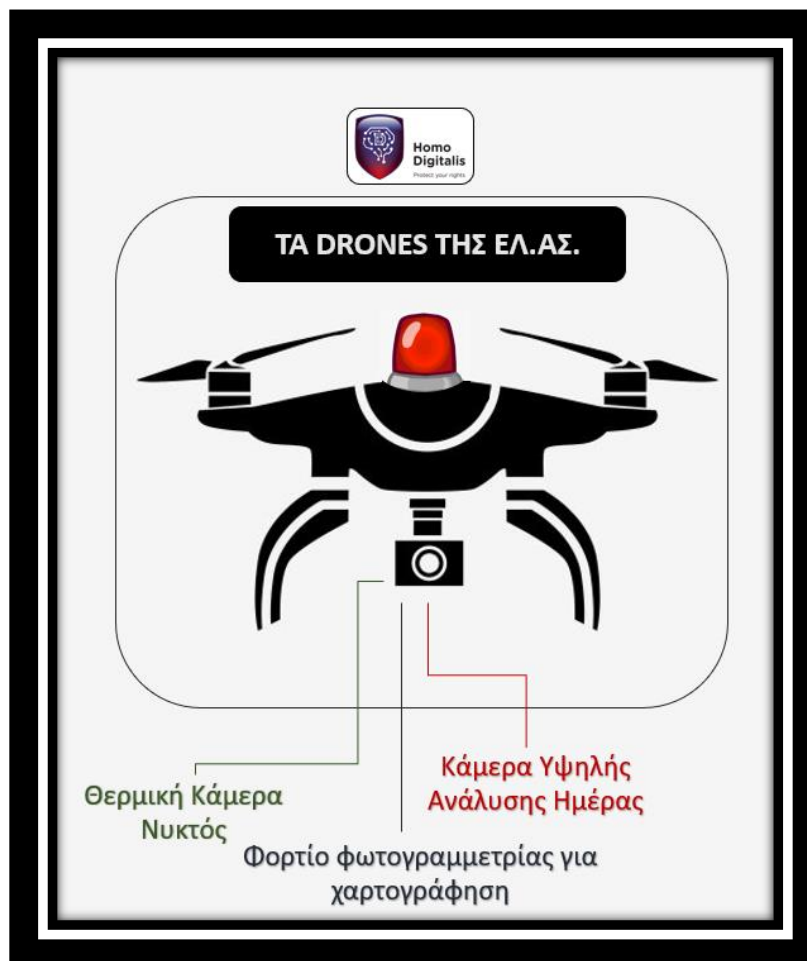 Homo
Digitalis
Protect your rights
ΤΑ DRONES ΤΗΣ ΕΛ.ΑΣ.
Θερμική Κάμερα
Νυκτός
Κάμερα Υψηλής
Ανάλυσης Ημέρας
Φορτίο φωτογραμμετρίας για
χαρτογράφηση